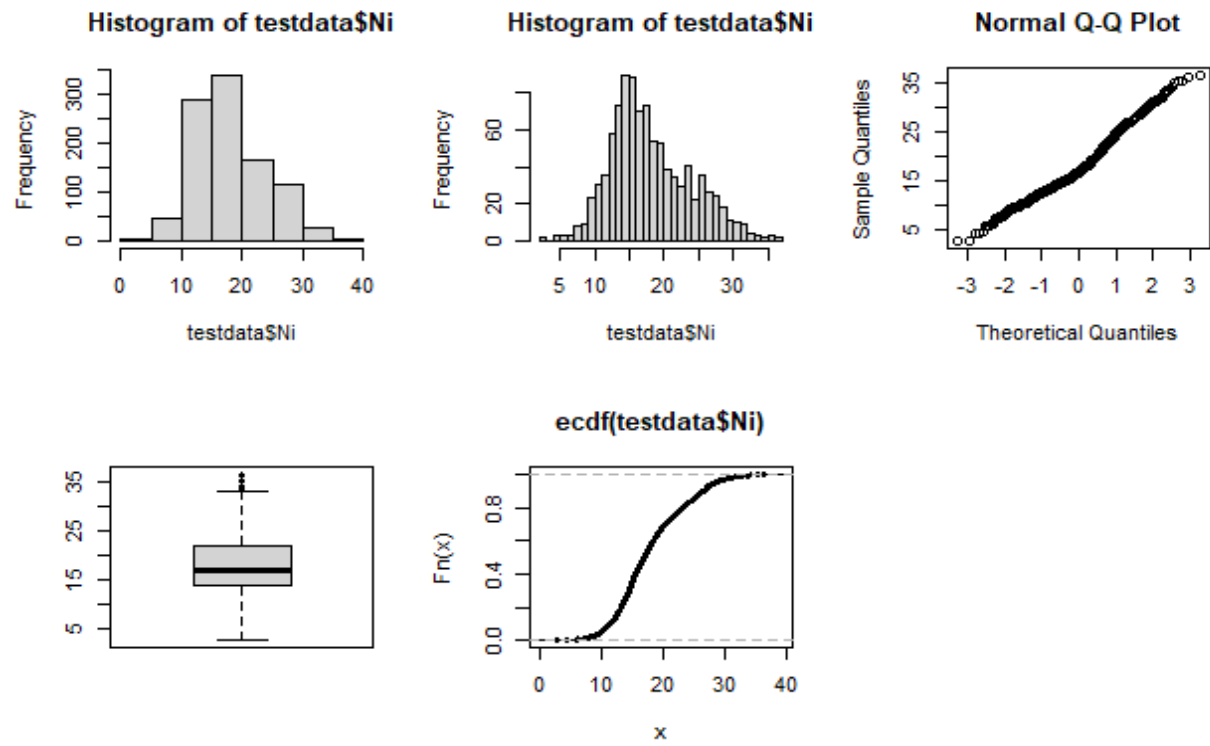 Histogram of testdata$Ni
Frequency
0 100 200 300
0 10 20 30 40
testdata$Ni
Histogram of testdata$Ni
Frequency
0 20 60
5 10 20 30
testdata$Ni
Normal Q-Q Plot
Sample Quantiles
5 15 25 35
-3 -2 -1 0 1 2 3
Theoretical Quantiles
5 15 25 35
ecdf(testdata$Ni)
Fn(x)
0.0 0.4 0.8
0 10 20 30 40
x